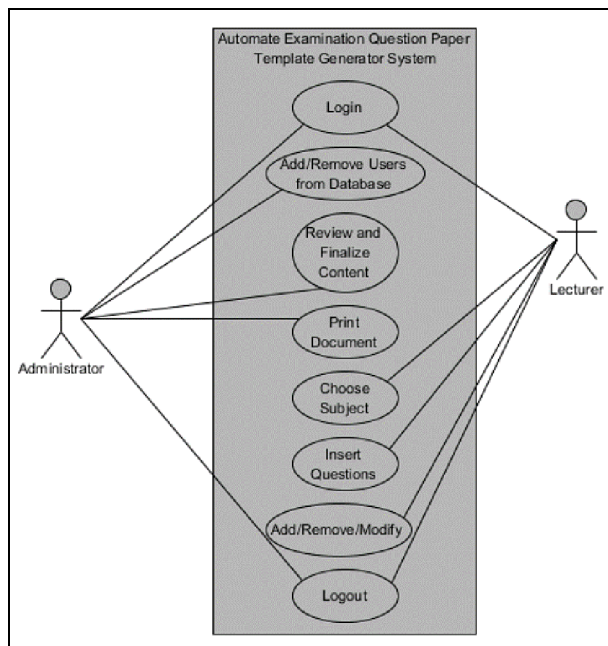 Automate Examination Question Paper
Template Generator System
Login
Add/Remove Users
from Database
Review and
Finalize
Content
Print
Document
Choose
Subject
Insert
Questions
Add/Remove/Modify
Logout
Administrator
Lecturer